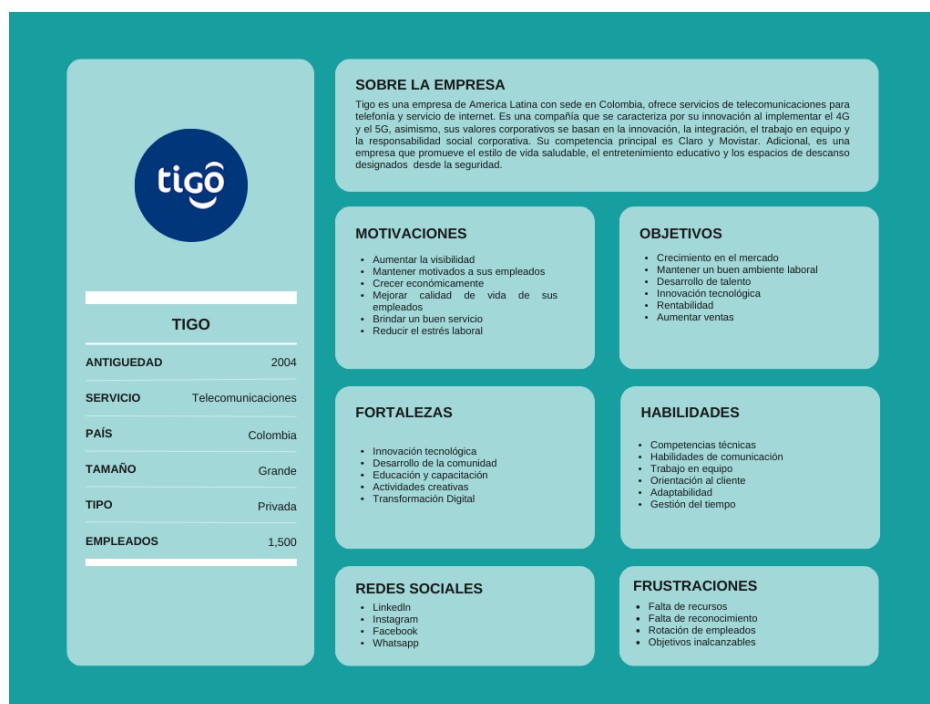 tigo
TIGO
ANTIGUEDAD 2004
SERVICIO Telecomunicaciones
PAÍS Colombia
TAMAÑO Grande
TIPO Privada
EMPLEADOS 1,500
SOBRE LA EMPRESA
Tigo es una empresa de America Latina con sede en Colombia, ofrece servicios de telecomunicaciones para
telefonía y servicio de internet. Es una compañía que se caracteriza por su innovación al implementar el 4G
y el 5G, asimismo, sus valores corporativos se basan en la innovación, la integración, el trabajo en equipo y
la responsabilidad social corporativa. Su competencia principal es Claro y Movistar. Adicional, es una
empresa que promueve el estilo de vida saludable, el entretenimiento educativo y los espacios de descanso
designados desde la seguridad.
MOTIVACIONES
• Aumentar la visibilidad
• Mantener motivados a sus empleados
• Crecer económicamente
• Mejorar calidad de vida de sus
empleados
• Brindar un buen servicio
• Reducir el estrés laboral
OBJETIVOS
• Crecimiento en el mercado
• Mantener un buen ambiente laboral
• Desarrollo de talento
• Innovación tecnológica
• Rentabilidad
• Aumentar ventas
FORTALEZAS
• Innovación tecnológica
• Desarrollo de la comunidad
• Educación y capacitación
• Actividades creativas
• Transformación Digital
HABILIDADES
• Competencias técnicas
• Habilidades de comunicación
• Trabajo en equipo
• Orientación al cliente
• Adaptabilidad
• Gestión del tiempo
REDES SOCIALES
• LinkedIn
• Instagram
• Facebook
• Whatsapp
FRUSTRACIONES
• Falta de recursos
• Falta de reconocimiento
• Rotación de empleados
• Objetivos inalcanzables